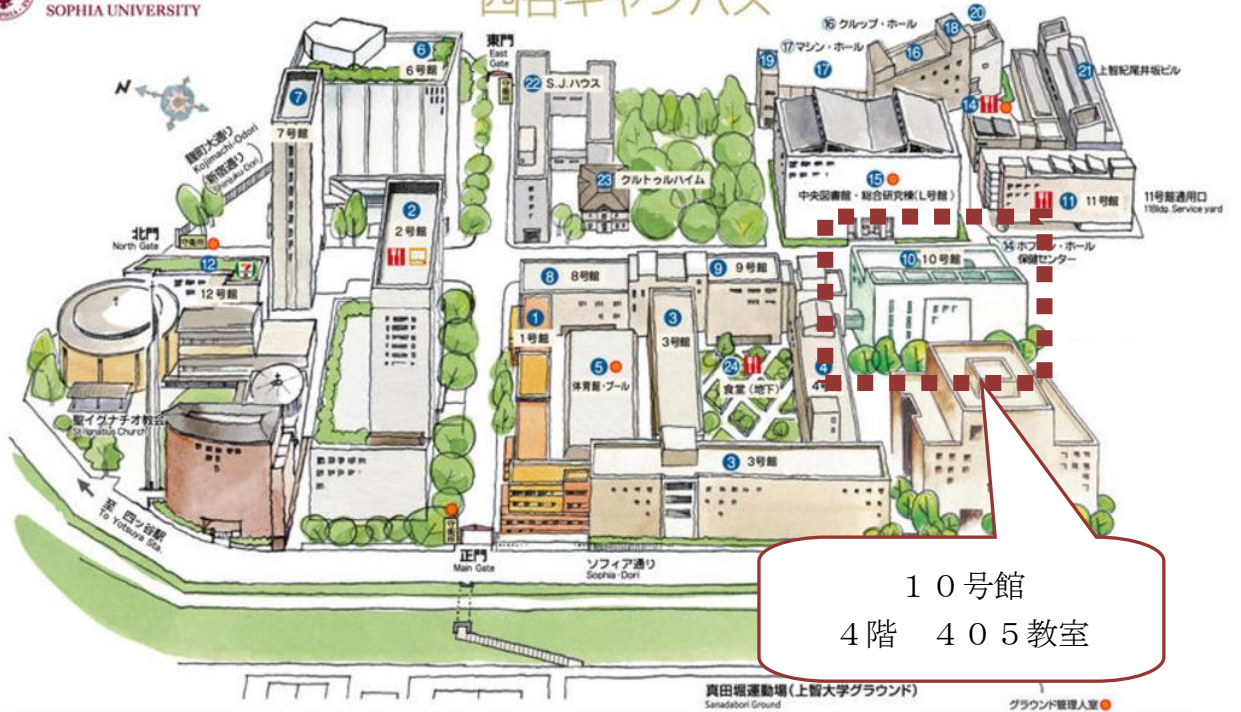 SOPHIA UNIVERSITY
四谷キャンパス
N
麹町大通り
Kojimachi-Odori
新宿通り
Shinjuku-Dori
北門
North Gate
守衛所
東門
East Gate
守衛所
7
7号館
6
6号館
2
2号館
12
12号館
22 S.J.ハウス
23 クルトゥルハイム
⑯ クルップ・ホール
⑰ マシン・ホール
19
17
16
18
20
21 上智紀尾井坂ビル
14
15
中央図書館・総合研究棟(L号館)
11 11号館
11号館通用口
11Bldg. Service yard
⑭ ホフマン・ホール
保健センター
10 10号館
8 8号館
9 9号館
1
1号館
3
3号館
5
体育館・プール
24
食堂(地下)
4
3 3号館
聖イグナチオ教会
St-Ignatius Church
至 四ッ谷駅
To Yotsuya Sta.
守衛所
正門
Main Gate
ソフィア通り
Sophia-Dori
10号館
4階 405教室
真田堀運動場(上智大学グラウンド)
Sanadabori Ground
グラウンド管理人室